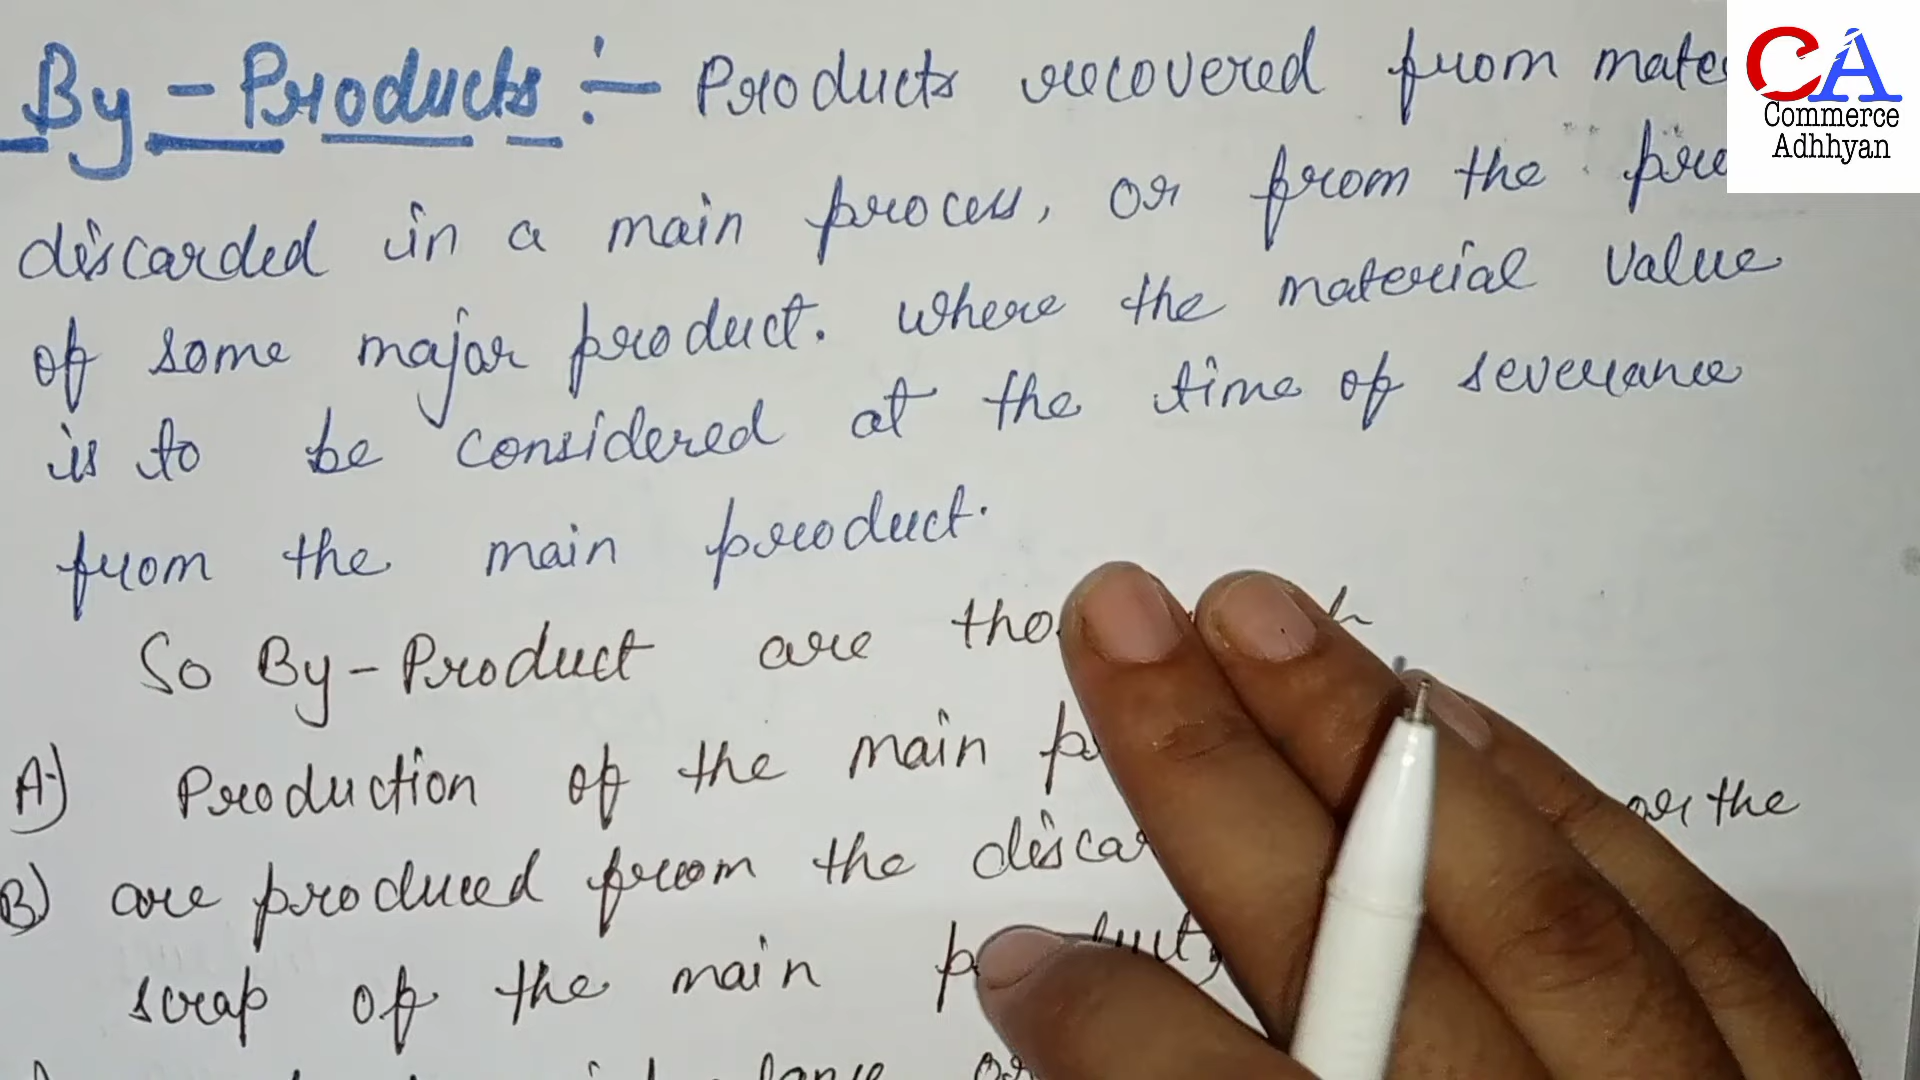 By - Products :- Products recovered from
discarded in a main process, or from the
of some major product. where the material value
is to be considered at the time of severance
from the main product.
So By - Product are
A) Production of the main
B) are produced from the or the
scrap of the main
CA
Commerce
Adhhyan